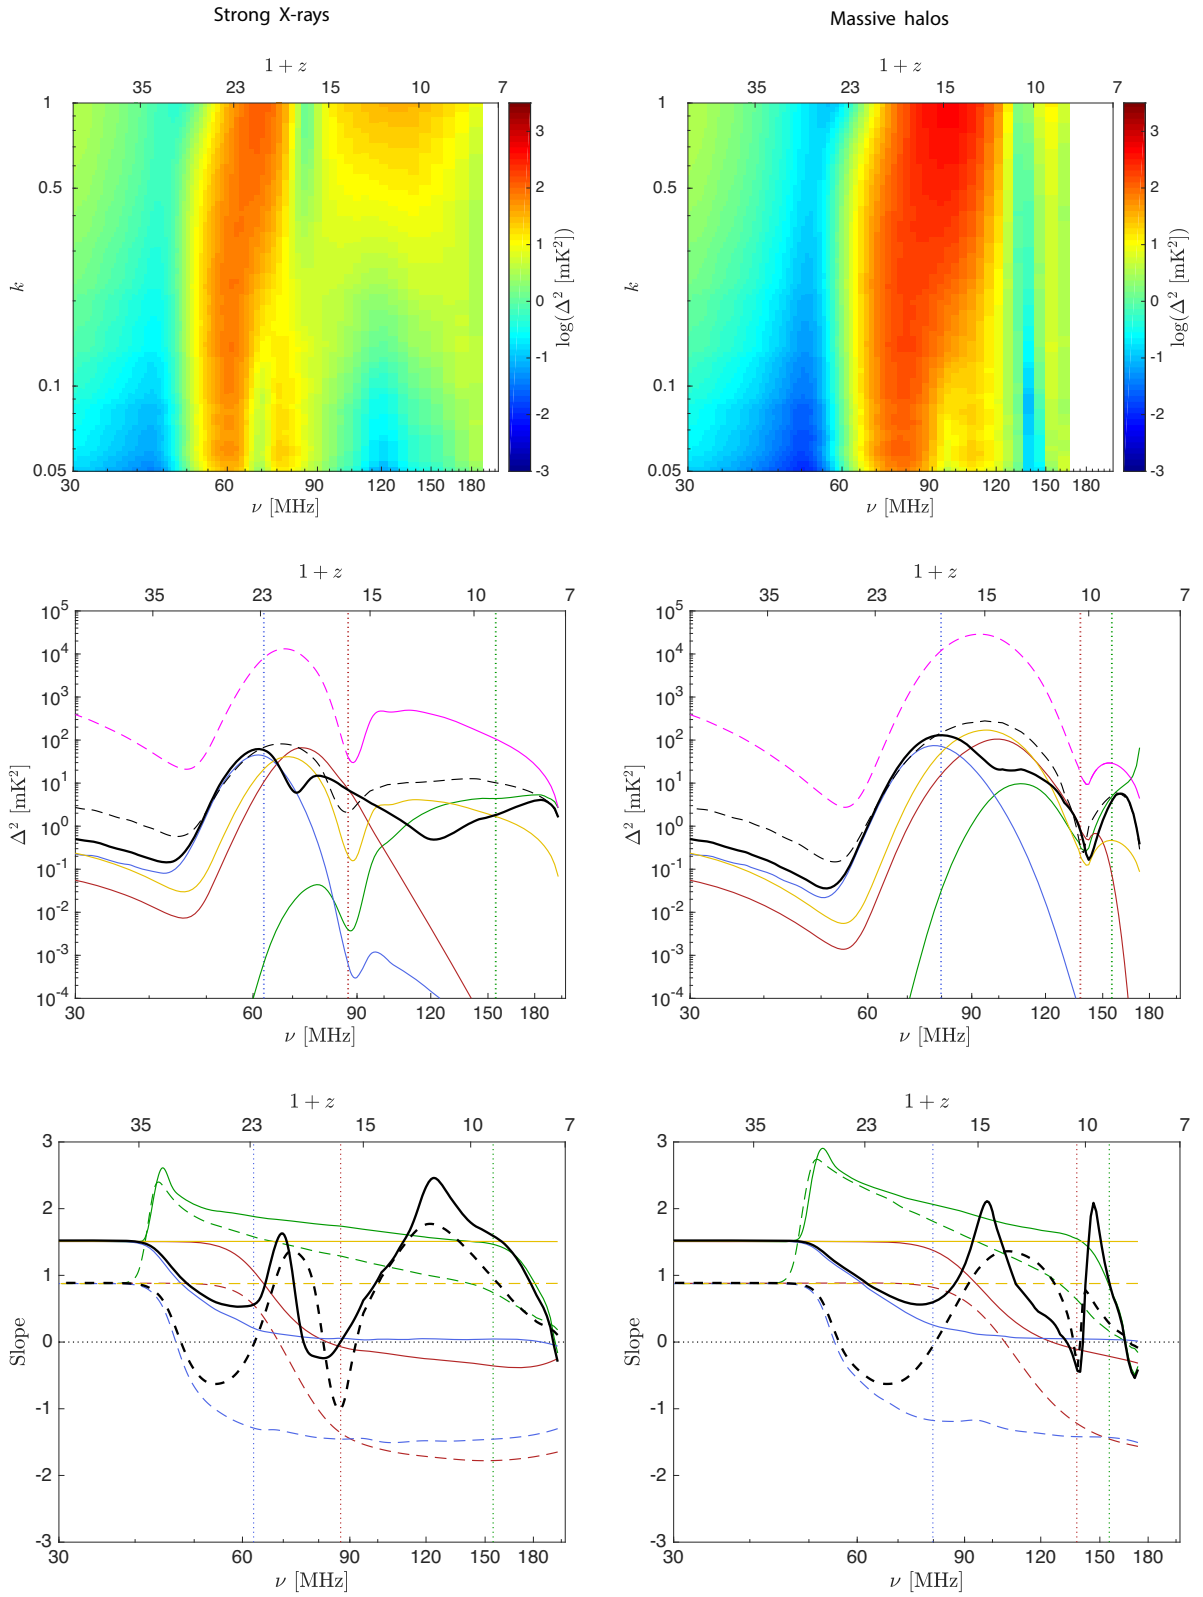 Strong X-rays
Massive halos
1 + z
35 23 15 10 7
1
0.5
0.1
0.05
k
30 60 90 120 150 180
ν [MHz]
3
2
1
0
-1
-2
-3
log(Δ² [mK²])
1 + z
35 23 15 10 7
1
0.5
0.1
0.05
k
30 60 90 120 150 180
ν [MHz]
3
2
1
0
-1
-2
-3
log(Δ² [mK²])
1 + z
35 23 15 10 7
10⁵
10⁴
10³
10²
10¹
10⁰
10⁻¹
10⁻²
10⁻³
10⁻⁴
Δ² [mK²]
30 60 90 120 180
ν [MHz]
1 + z
23 15 10 7
10⁵
10⁴
10³
10²
10¹
10⁰
10⁻¹
10⁻²
10⁻³
10⁻⁴
Δ² [mK²]
30 60 90 120 150 180
ν [MHz]
1 + z
35 23 15 10 7
3
2
1
0
-1
-2
-3
Slope
30 60 90 120 150 180
ν [MHz]
1 + z
35 23 15 10 7
3
2
1
0
-1
-2
-3
Slope
30 60 90 120 150 180
ν [MHz]